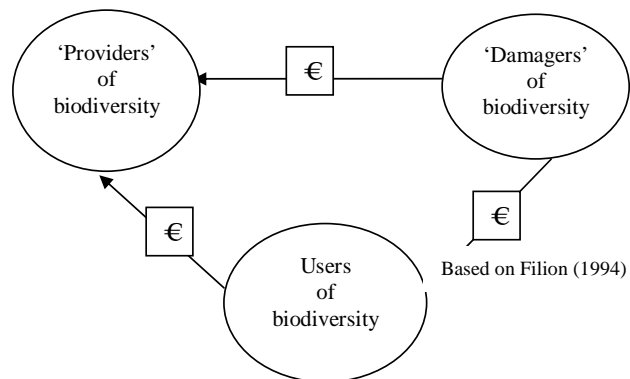 ‘Providers’
of
biodiversity
€
‘Damagers’
of
biodiversity
€
€
Users
of
biodiversity
Based on Filion (1994)